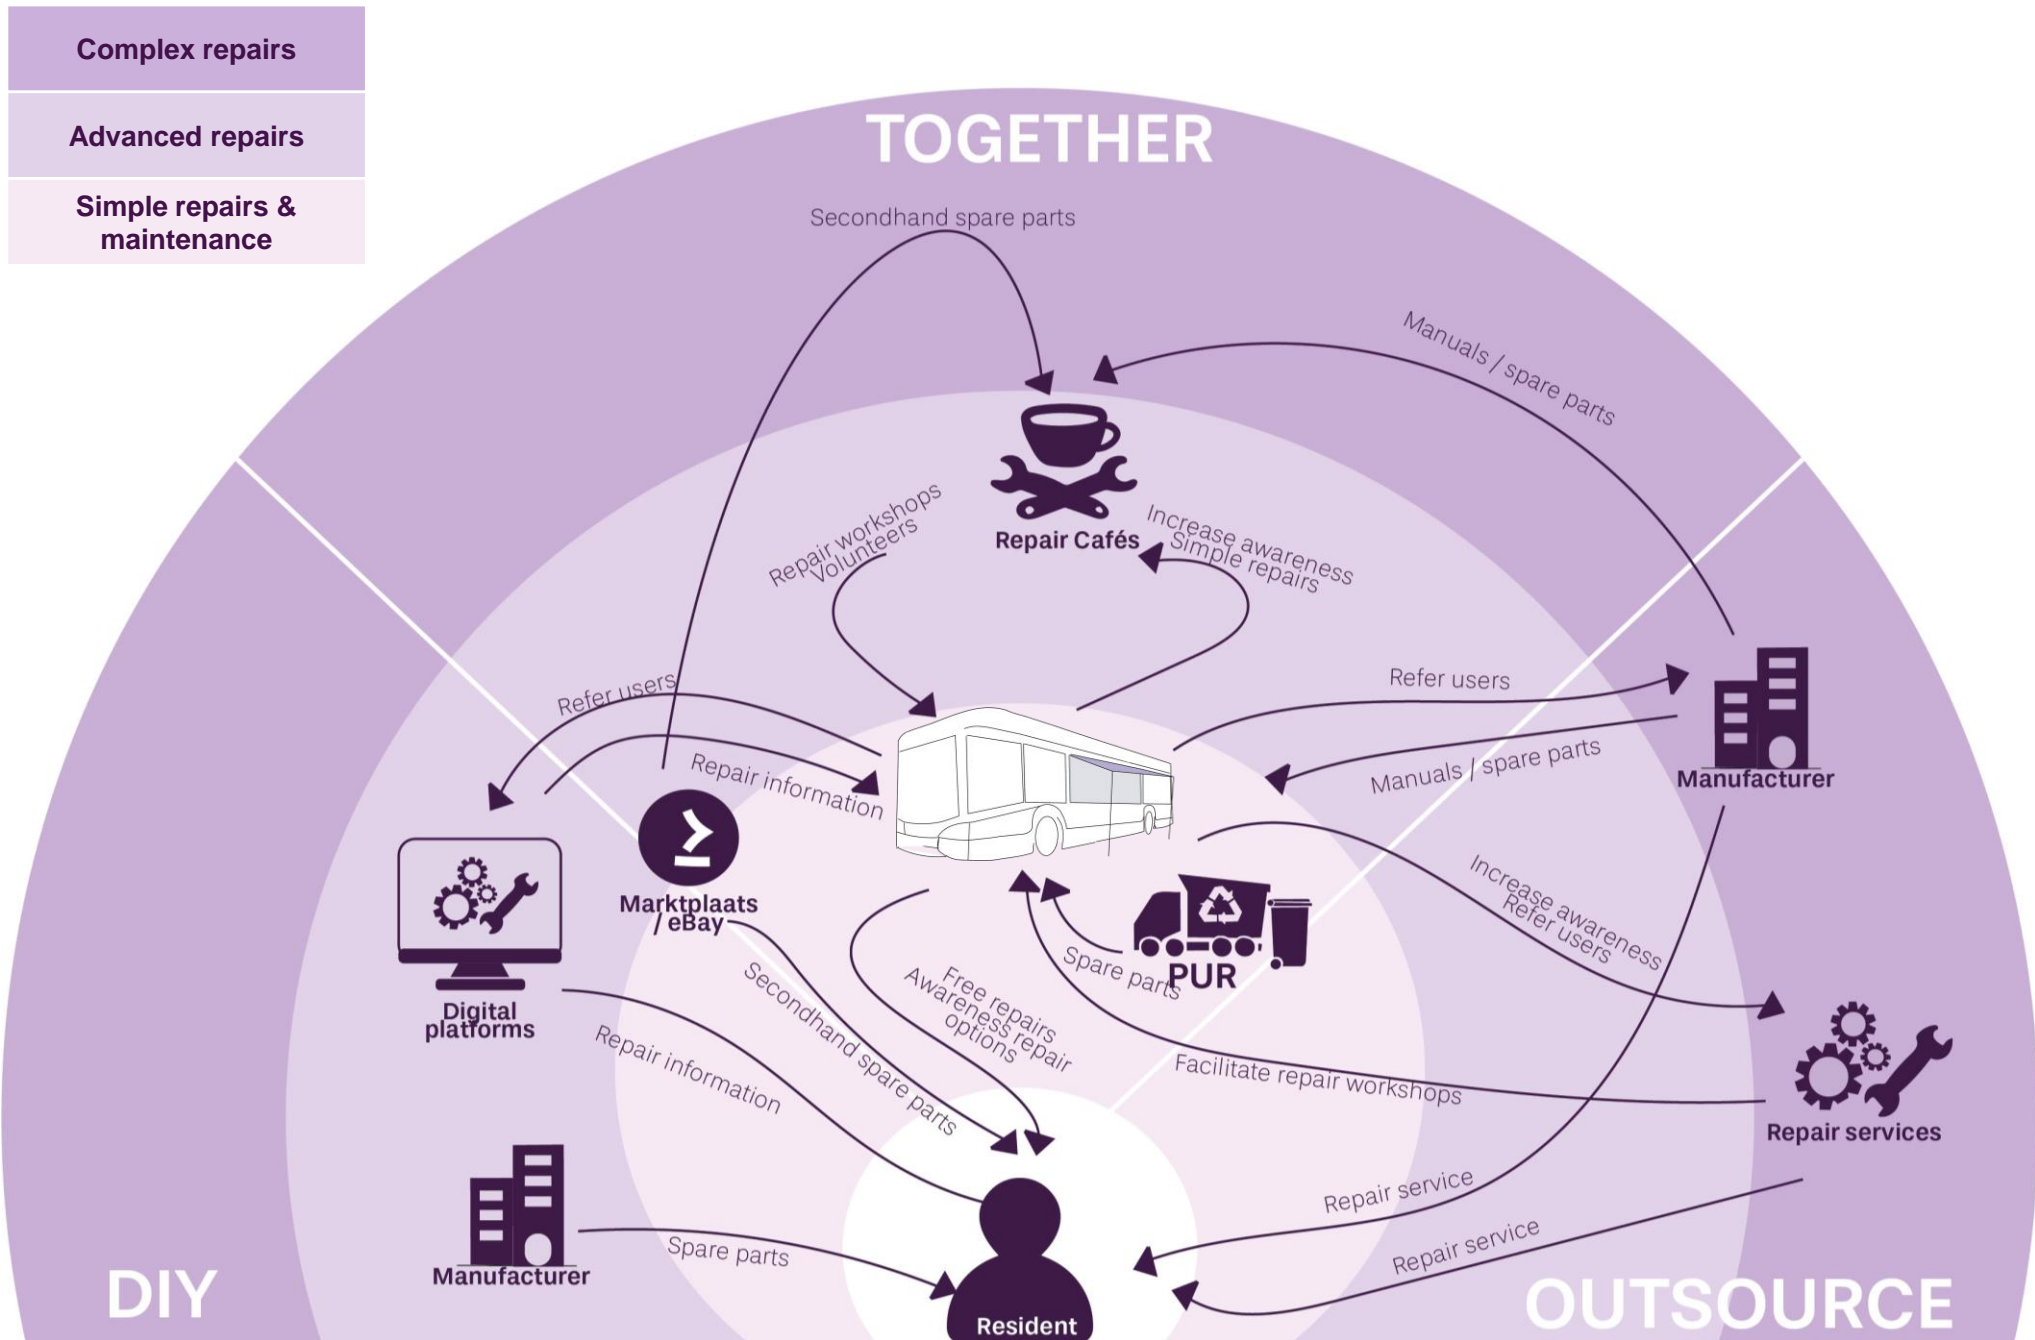 Complex repairs
Advanced repairs
Simple repairs &
maintenance
TOGETHER
Secondhand spare parts
Manuals / spare parts
Repair workshops
Volunteers
Repair Cafés
Increase awareness
Simple repairs
Refer users
Repair information
Refer users
Manuals / spare parts
Manufacturer
Marktplaats
/ eBay
Increase awareness
Refer users
Digital
platforms
Secondhand spare parts
Free repairs
Awareness repair
options
Spare parts
PUR
Repair information
Facilitate repair workshops
Repair services
Repair service
Repair service
Manufacturer
Spare parts
DIY
OUTSOURCE
Resident